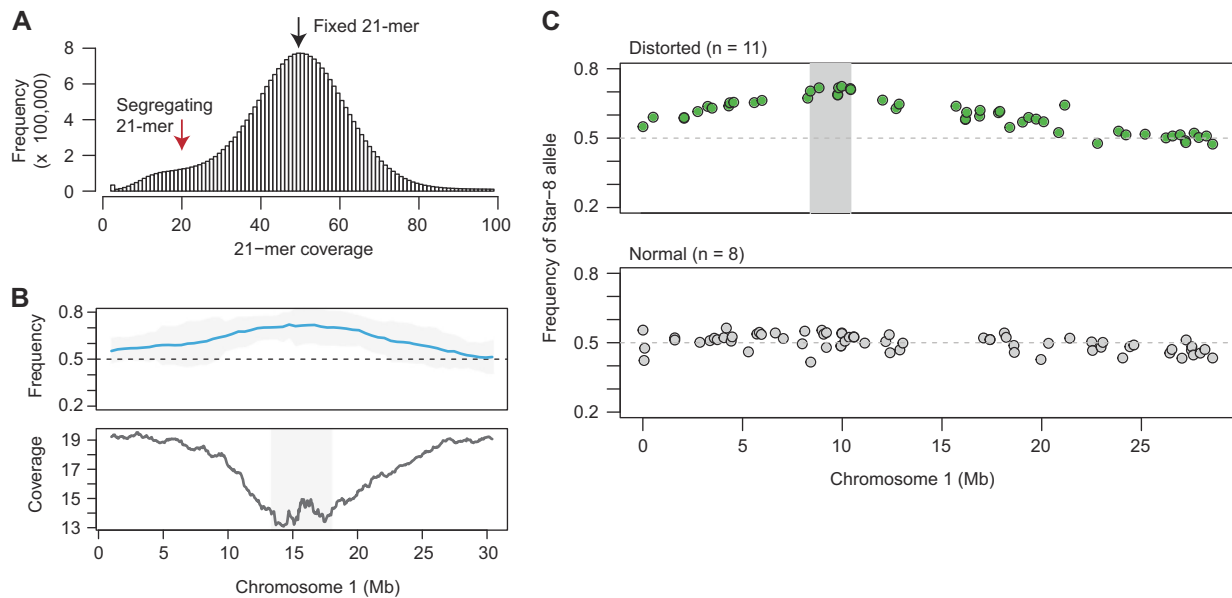 A
Fixed 21-mer
Segregating
21-mer
Frequency
(x 100,000)
8
6
4
2
0
0 20 40 60 80 100
21−mer coverage
B
Frequency
0.8
0.5
0.2
Coverage
19
17
15
13
0 5 10 15 20 25 30
Chromosome 1 (Mb)
C
Distorted (n = 11)
0.8
0.5
0.2
Frequency of Star−8 allele
Normal (n = 8)
0.8
0.5
0.2
0 5 10 15 20 25
Chromosome 1 (Mb)